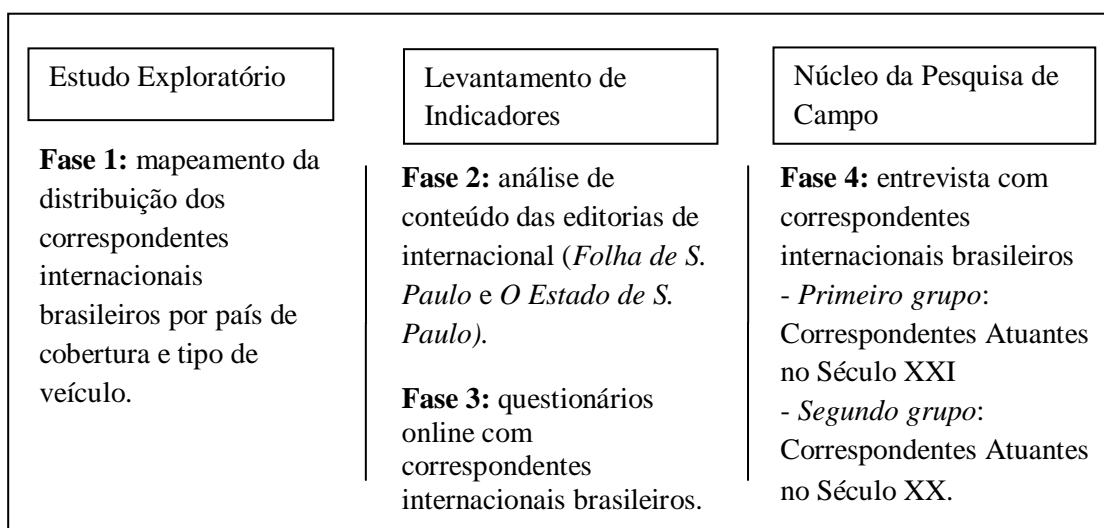 Estudo Exploratório
Fase 1: mapeamento da
distribuição dos
correspondentes
internacionais
brasileiros por país de
cobertura e tipo de
veículo.
Levantamento de
Indicadores
Fase 2: análise de
conteúdo das editorias de
internacional (Folha de S.
Paulo e O Estado de S.
Paulo).
Fase 3: questionários
online com
correspondentes
internacionais brasileiros.
Núcleo da Pesquisa de
Campo
Fase 4: entrevista com
correspondentes
internacionais brasileiros
- Primeiro grupo:
Correspondentes Atuantes
no Século XXI
- Segundo grupo:
Correspondentes Atuantes
no Século XX.